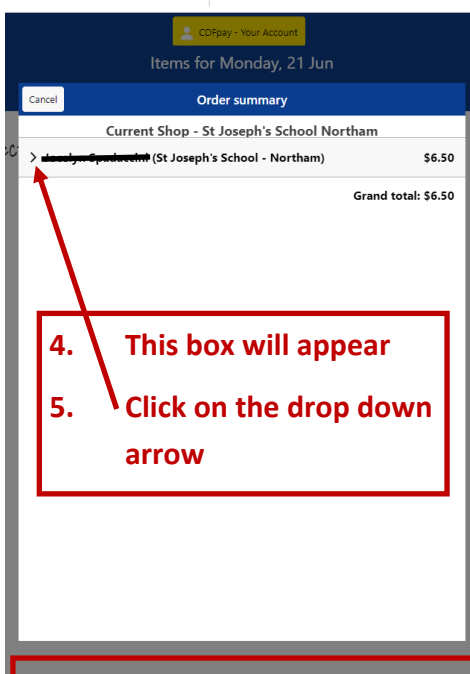 CDFpay - Your Account
Items for Monday, 21 Jun
Cancel Order summary
Current Shop - St Joseph's School Northam
(St Joseph's School - Northam) $6.50
Grand total: $6.50
4. This box will appear
5. Click on the drop down
arrow